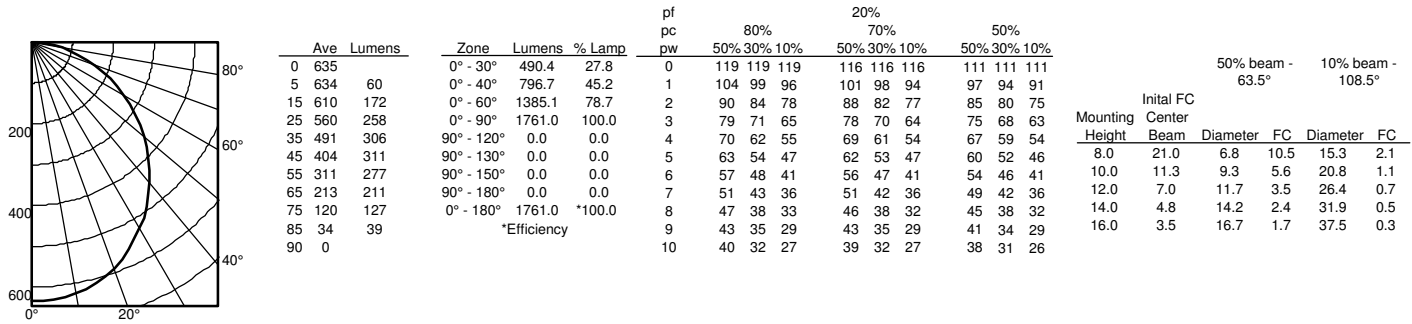 200
400
600
0°
20°
40°
60°
80°
Ave Lumens
0 635
5 634 60
15 610 172
25 560 258
35 491 306
45 404 311
55 311 277
65 213 211
75 120 127
85 34 39
90 0
Zone Lumens % Lamp
0° - 30° 490.4 27.8
0° - 40° 796.7 45.2
0° - 60° 1385.1 78.7
0° - 90° 1761.0 100.0
90° - 120° 0.0 0.0
90° - 130° 0.0 0.0
90° - 150° 0.0 0.0
90° - 180° 0.0 0.0
0° - 180° 1761.0 *100.0
*Efficiency
pf 20%
pc 80% 70% 50%
pw 50% 30% 10% 50% 30% 10% 50% 30% 10%
0 119 119 119 116 116 116 111 111 111
1 104 99 96 101 98 94 97 94 91
2 90 84 78 88 82 77 85 80 75
3 79 71 65 78 70 64 75 68 63
4 70 62 55 69 61 54 67 59 54
5 63 54 47 62 53 47 60 52 46
6 57 48 41 56 47 41 54 46 41
7 51 43 36 51 42 36 49 42 36
8 47 38 33 46 38 32 45 38 32
9 43 35 29 43 35 29 41 34 29
10 40 32 27 39 32 27 38 31 26
50% beam - 10% beam -
63.5° 108.5°
Inital FC
Mounting Center
Height Beam Diameter FC Diameter FC
8.0 21.0 6.8 10.5 15.3 2.1
10.0 11.3 9.3 5.6 20.8 1.1
12.0 7.0 11.7 3.5 26.4 0.7
14.0 4.8 14.2 2.4 31.9 0.5
16.0 3.5 16.7 1.7 37.5 0.3